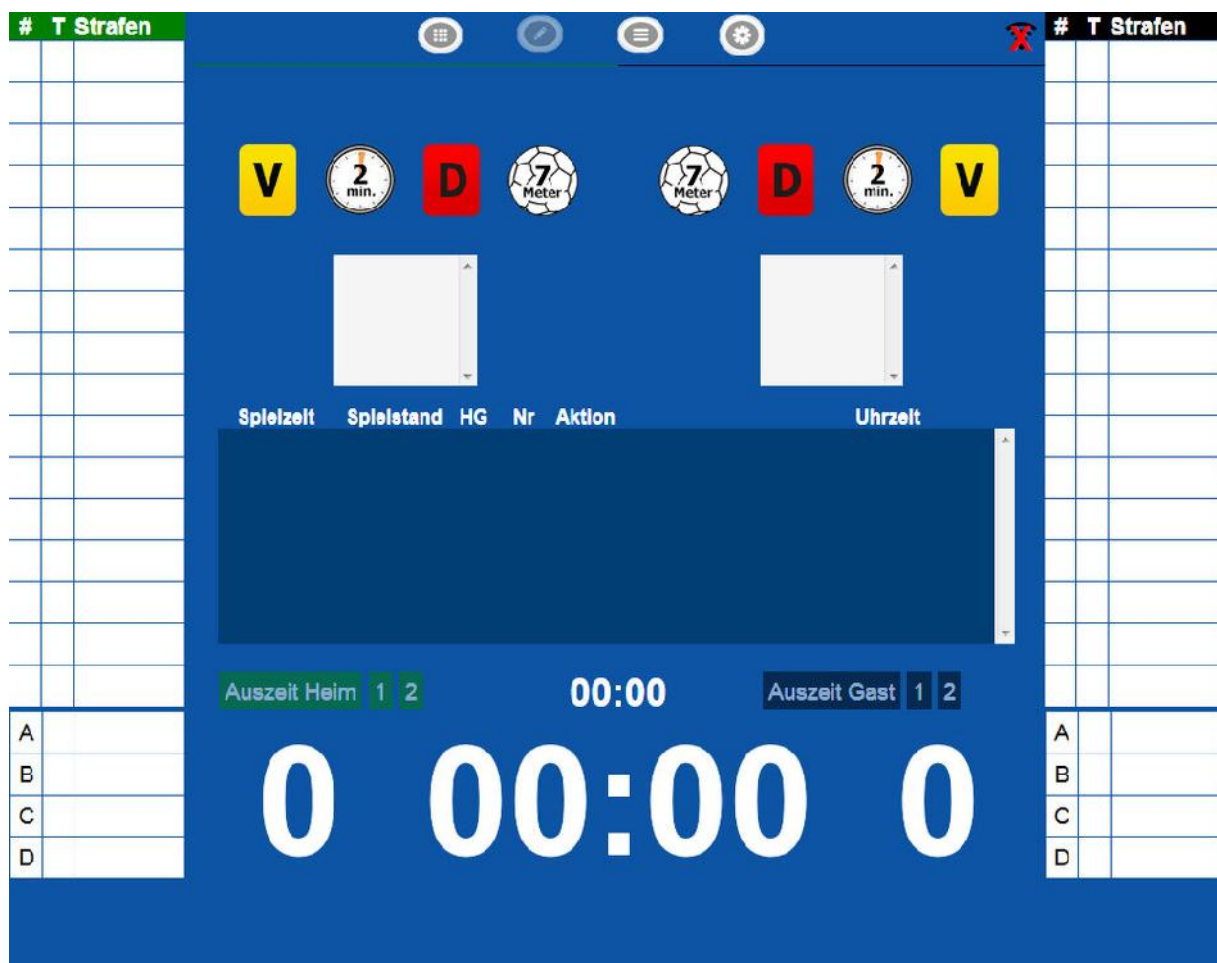 # T Strafen
# T Strafen
V 2 min. D 7 Meter
7 Meter D 2 min. V
Spielzeit Spielstand HG Nr Aktion Uhrzeit
Auszeit Heim 1 2
00:00
Auszeit Gast 1 2
0 00:00 0
A
B
C
D
A
B
C
D